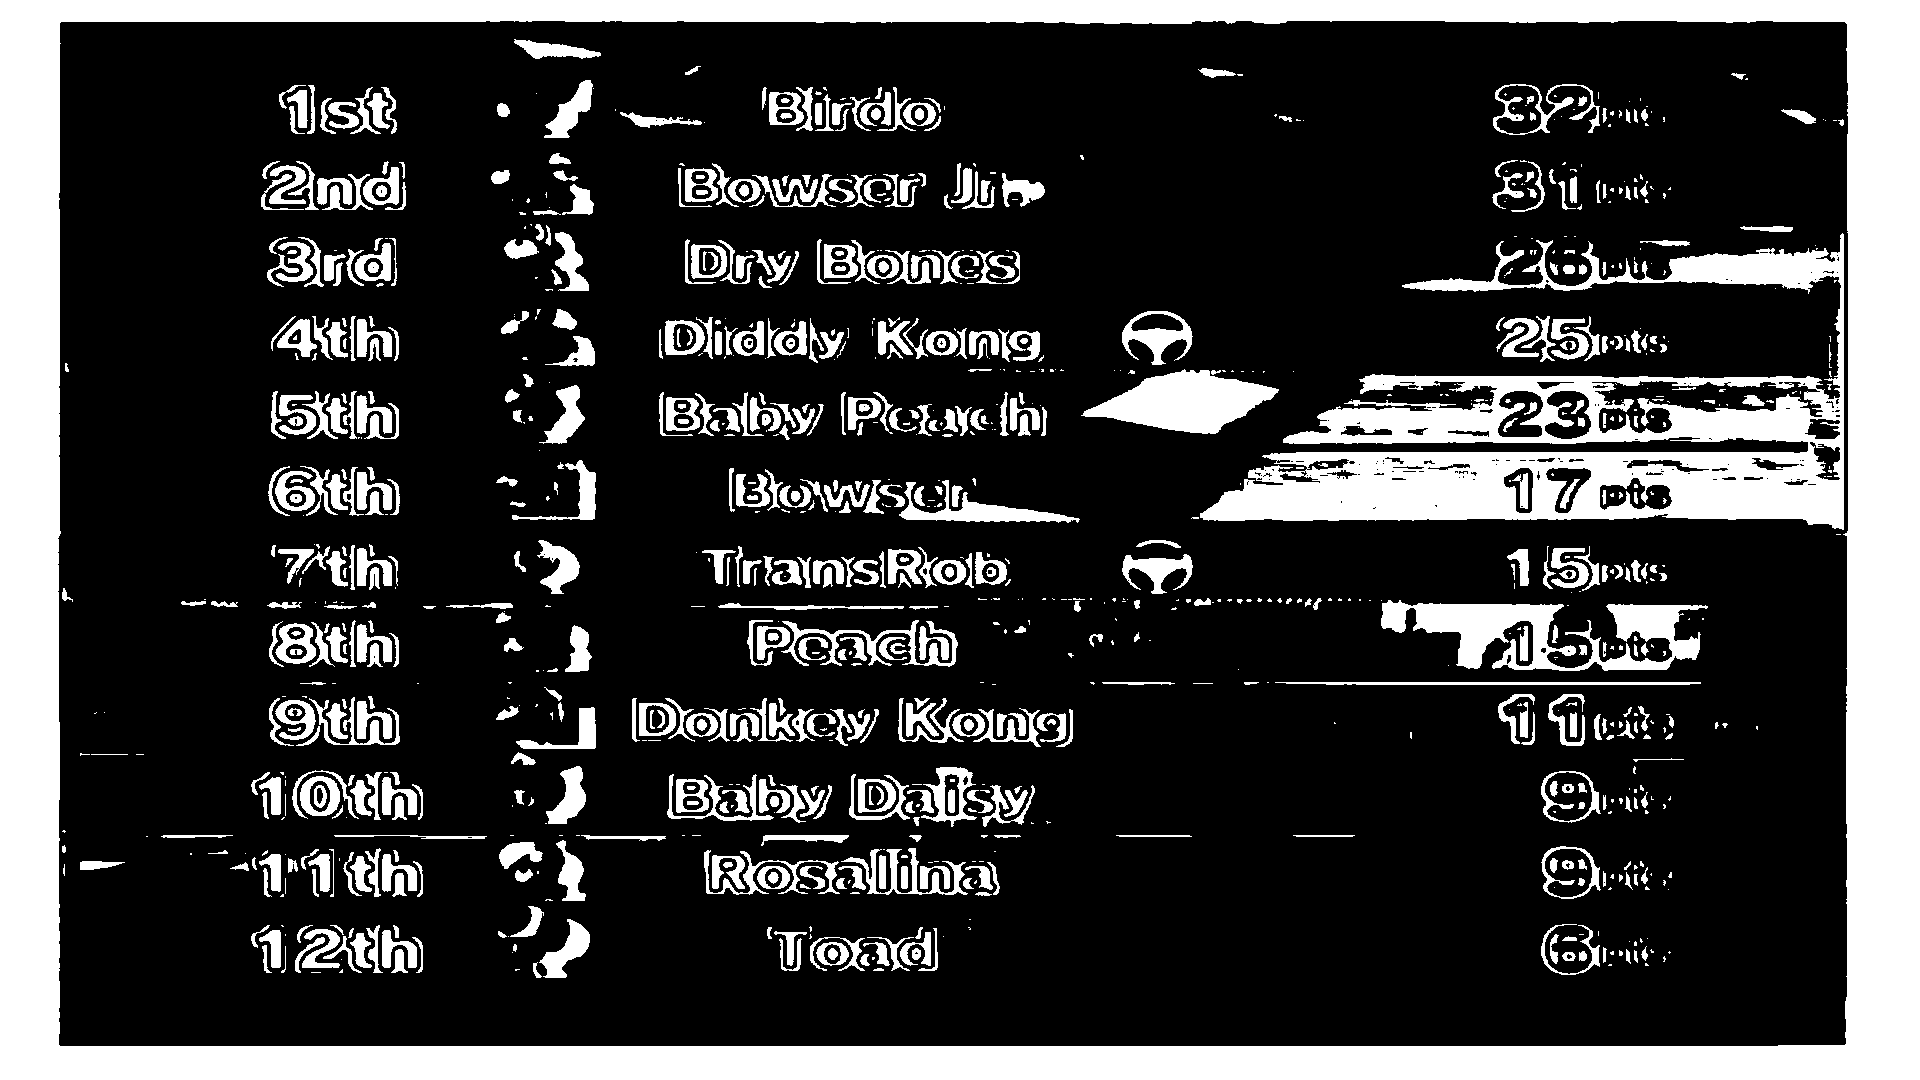 1st Birdo 32pts
2nd Bowser Jr. 31pts
3rd Dry Bones 26pts
4th Diddy Kong 25pts
5th Baby Peach 23pts
6th Bowser 17pts
7th TransRob 15pts
8th Peach 15pts
9th Donkey Kong 11pts
10th Baby Daisy 9pts
11th Rosalina 9pts
12th Toad 6pts